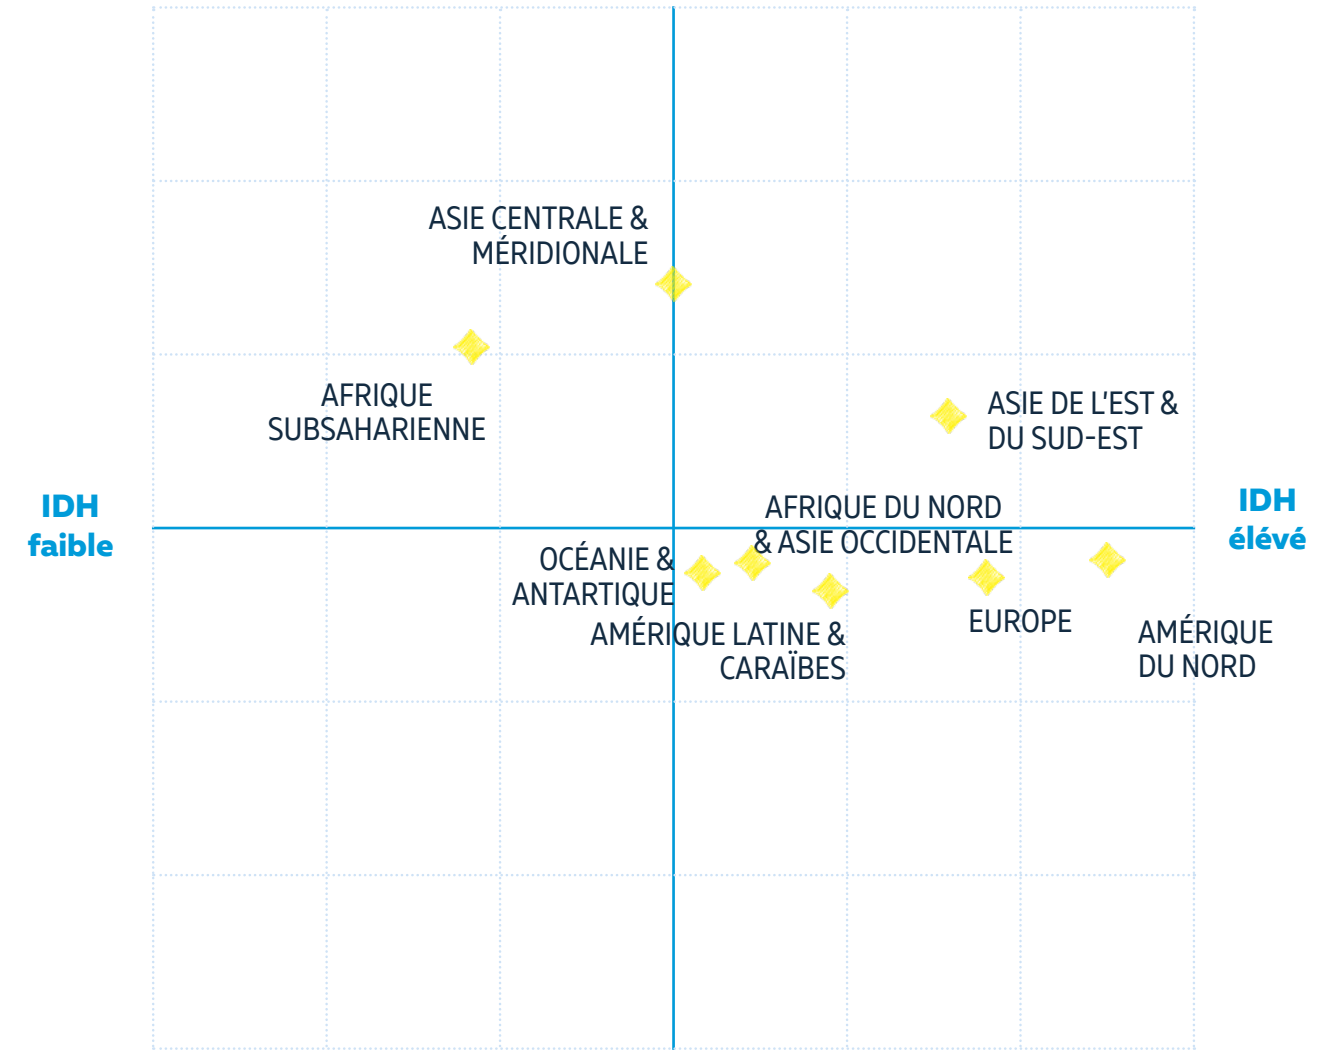 ASIE CENTRALE &
MÉRIDIONALE
AFRIQUE
SUBSAHARIENNE
ASIE DE L'EST &
DU SUD-EST
IDH
faible
IDH
élévé
AFRIQUE DU NORD
& ASIE OCCIDENTALE
OCÉANIE &
ANTARTIQUE
AMÉRIQUE LATINE &
CARAÏBES
EUROPE
AMÉRIQUE
DU NORD